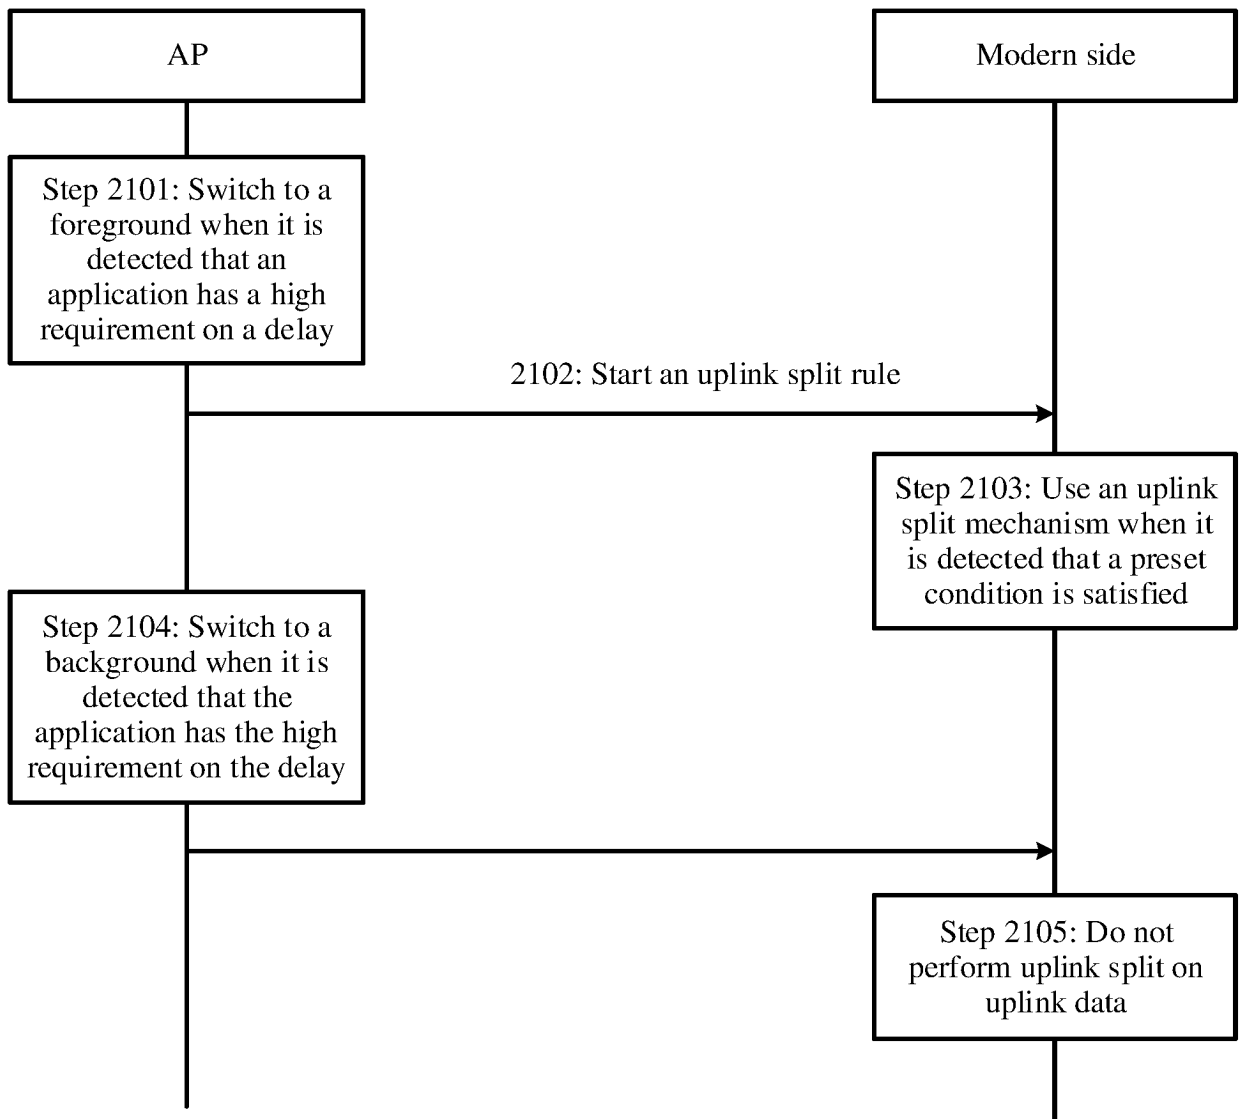 AP
Modern side
Step 2101: Switch to a
foreground when it is
detected that an
application has a high
requirement on a delay
2102: Start an uplink split rule
Step 2103: Use an uplink
split mechanism when it
is detected that a preset
condition is satisfied
Step 2104: Switch to a
background when it is
detected that the
application has the high
requirement on the delay
Step 2105: Do not
perform uplink split on
uplink data